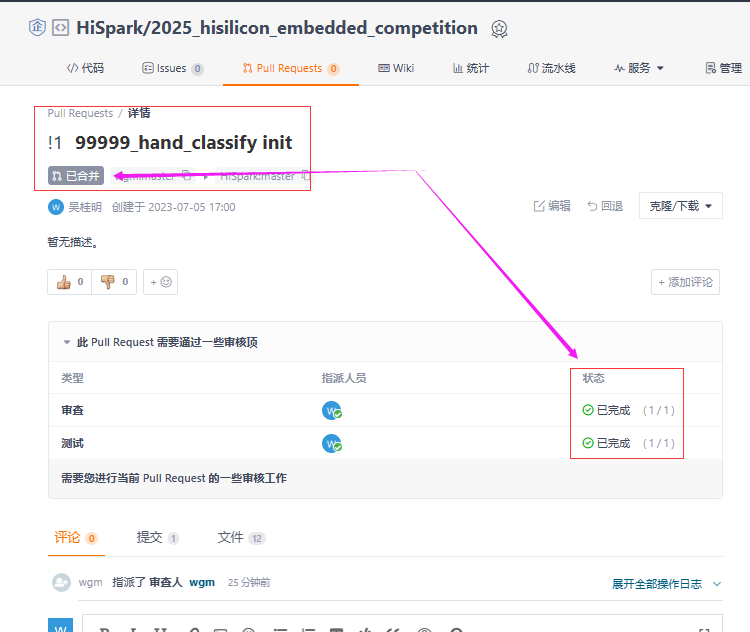 HiSpark/2025_hisilicon_embedded_competition
代码 Issues 0 Pull Requests 0 Wiki 统计 流水线 服务 管理
Pull Requests / 详情
!1 99999_hand_classify init
已合并 HiSpark:master
W 吴桂明 创建于 2023-07-05 17:00 编辑 回退 克隆/下载
暂无描述。
0 0 + + 添加评论
此 Pull Request 需要通过一些审核项
类型 指派人员 状态
审查 W 已完成 (1/1)
测试 W 已完成 (1/1)
需要您进行当前 Pull Request 的一些审核工作
评论 0 提交 1 文件 12
wgm 指派了 审查人 wgm 25 分钟前 展开全部操作日志
W